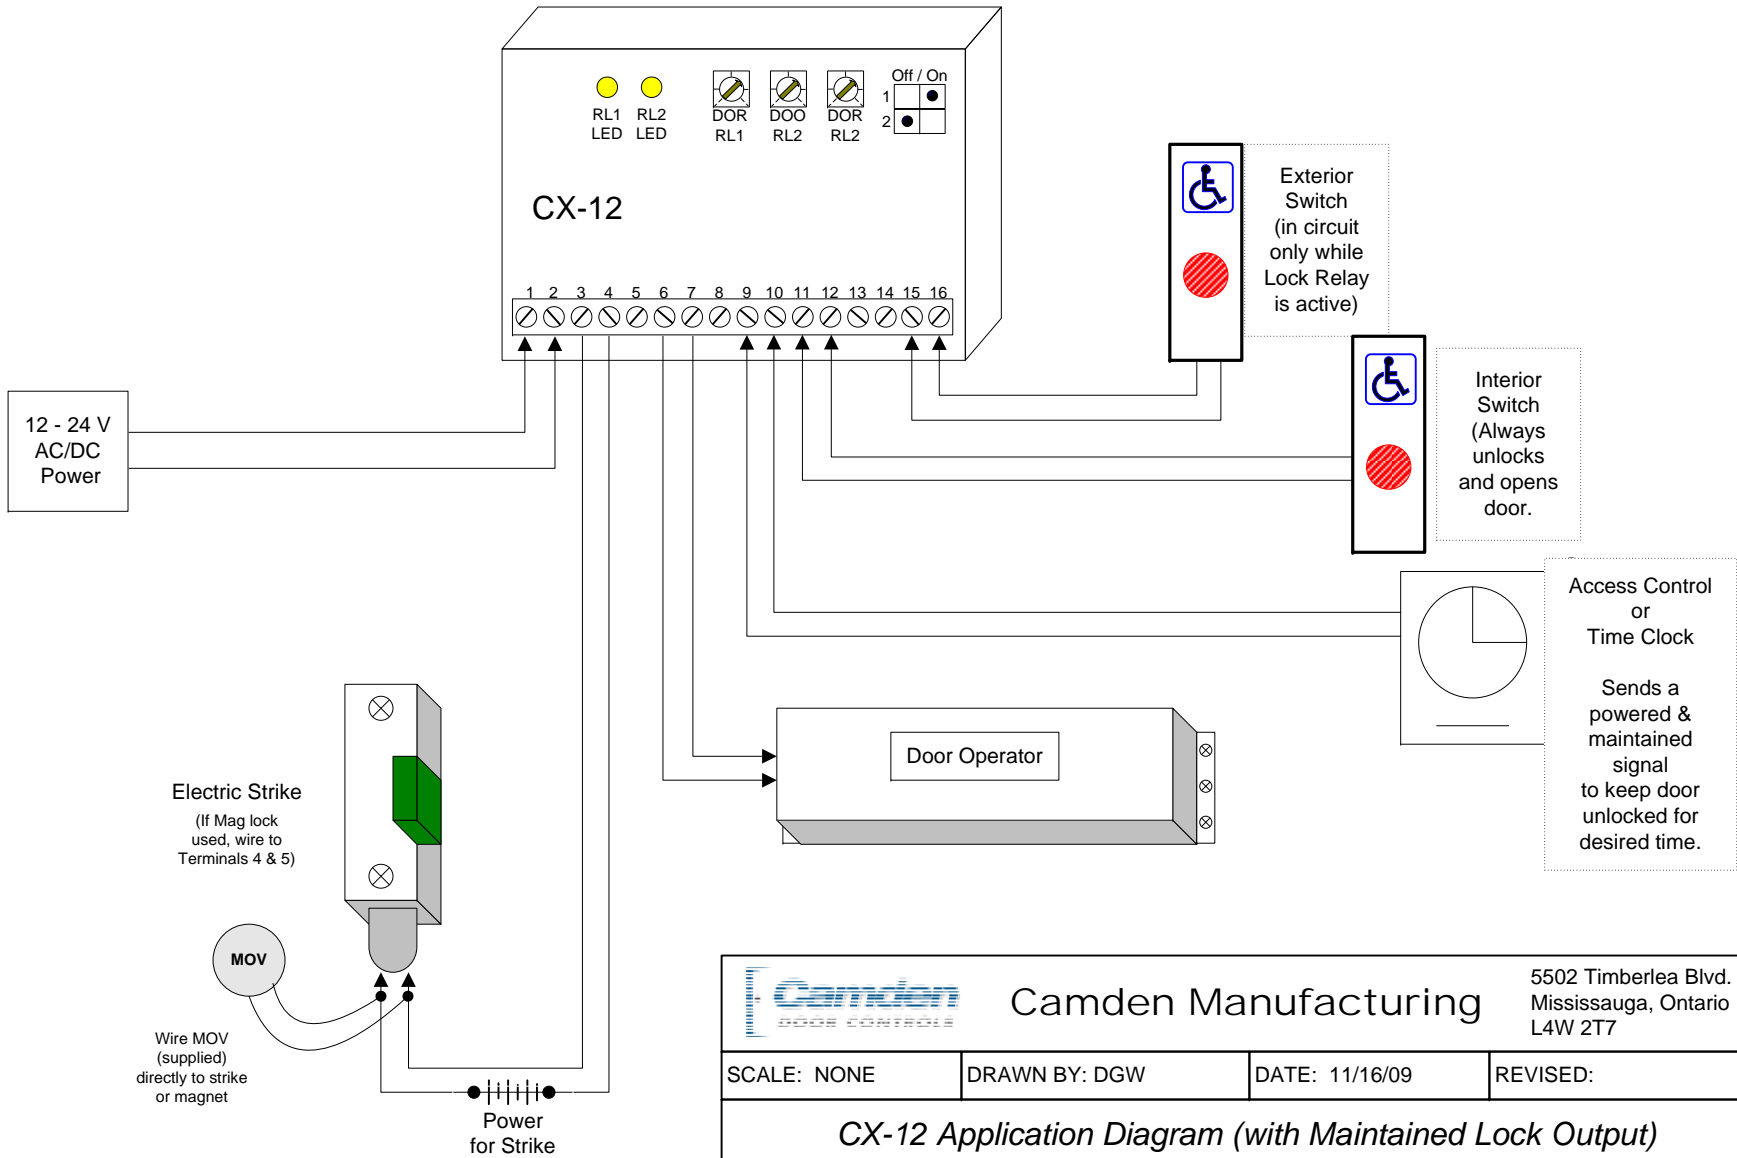 Off / On
1
2
RL1
LED
RL2
LED
DOR
RL1
DOO
RL2
DOR
RL2
CX-12
1 2 3 4 5 6 7 8 9 10 11 12 13 14 15 16
Exterior
Switch
(in circuit
only while
Lock Relay
is active)
Interior
Switch
(Always
unlocks
and opens
door.
12 - 24 V
AC/DC
Power
Access Control
or
Time Clock
Sends a
powered &
maintained
signal
to keep door
unlocked for
desired time.
Door Operator
Electric Strike
(If Mag lock
used, wire to
Terminals 4 & 5)
MOV
Wire MOV
(supplied)
directly to strike
or magnet
Power
for Strike
Camden
DOOR CONTROLS
Camden Manufacturing
5502 Timberlea Blvd.
Mississauga, Ontario
L4W 2T7
SCALE: NONE
DRAWN BY: DGW
DATE: 11/16/09
REVISED:
CX-12 Application Diagram (with Maintained Lock Output)